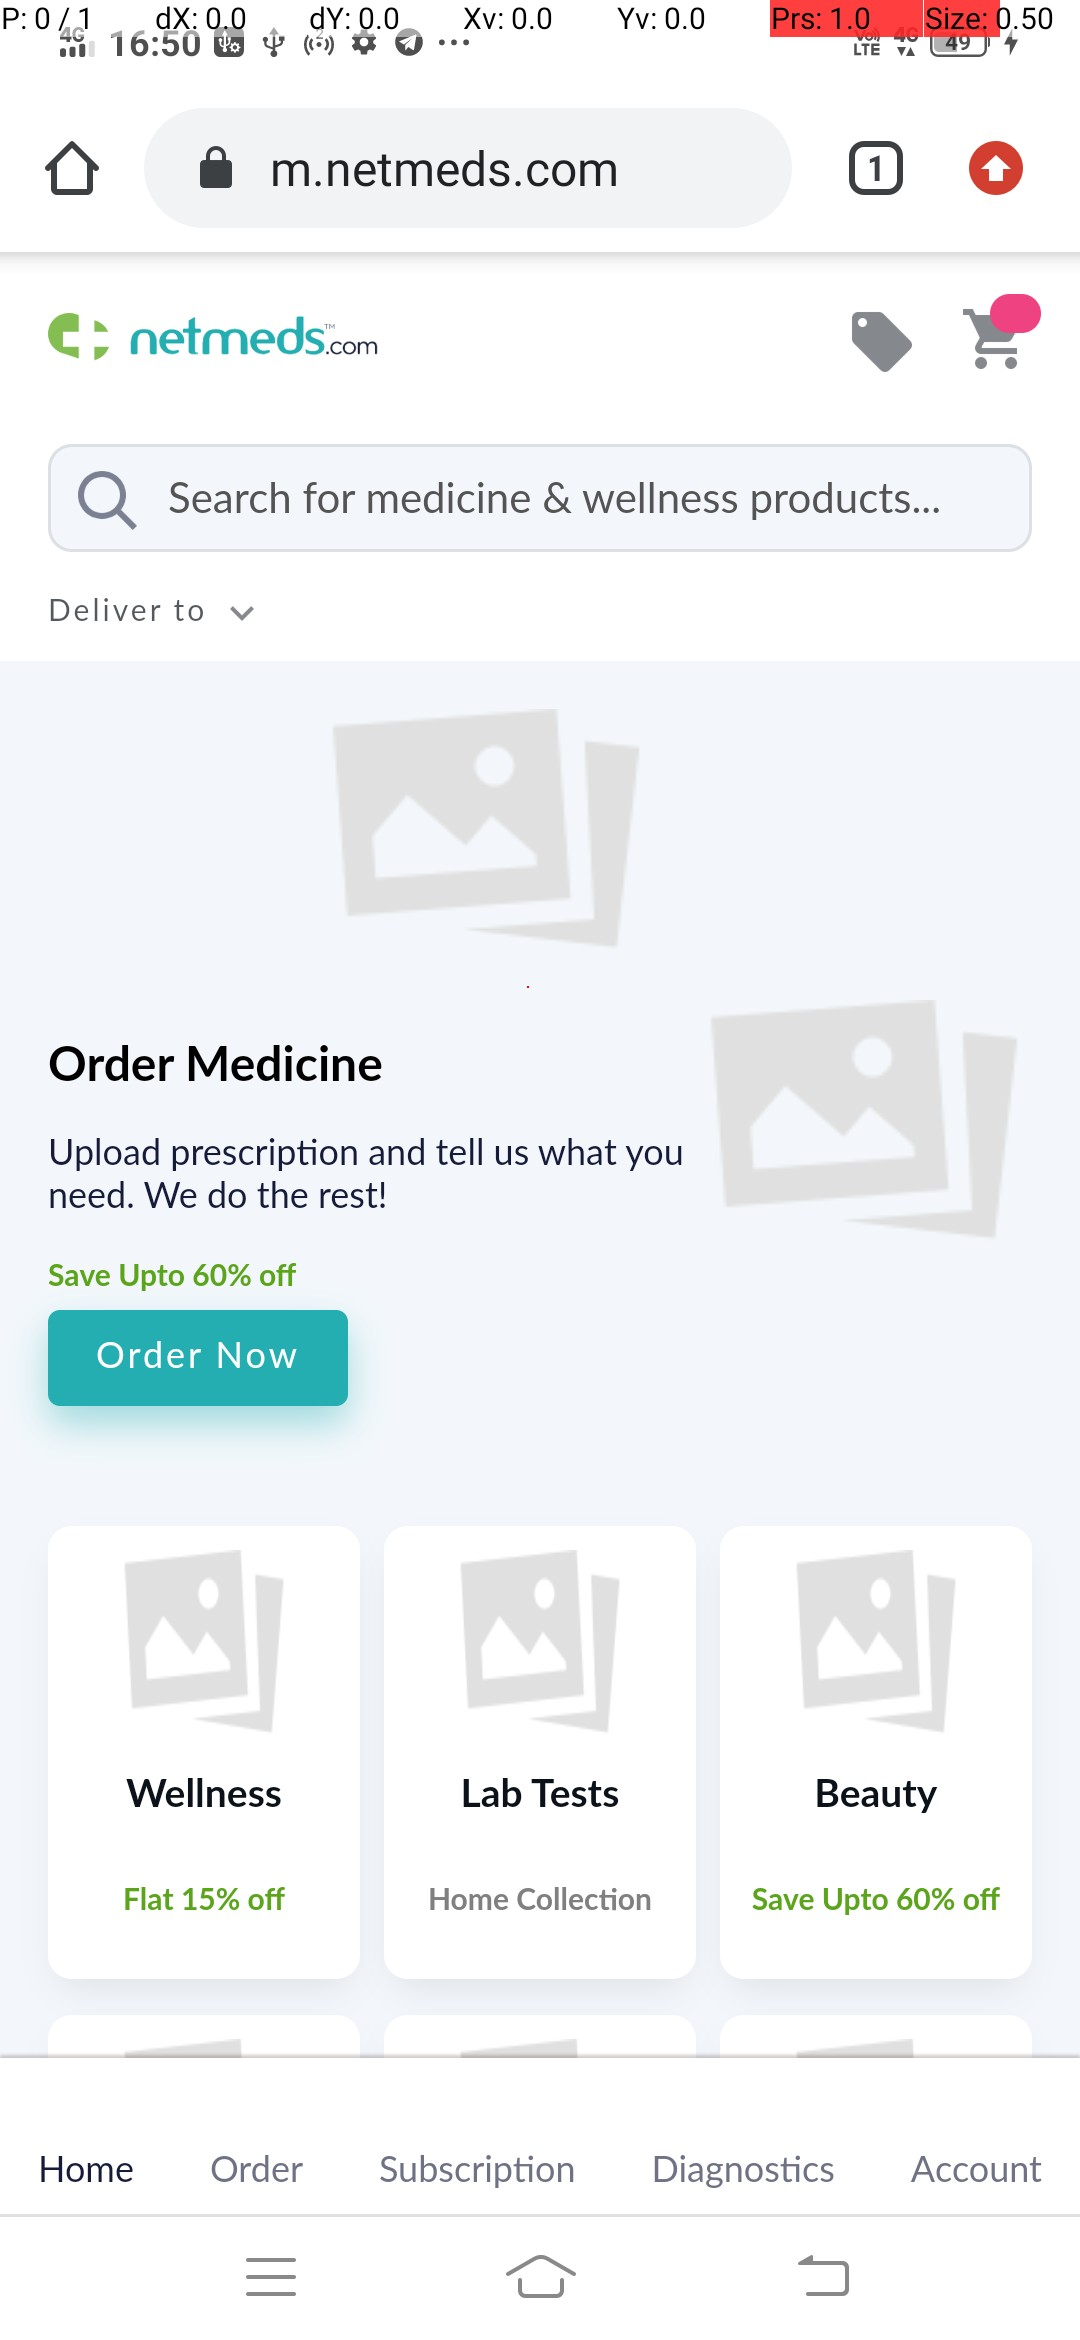 P: 0 / 1 dX: 0.0 dY: 0.0 Xv: 0.0 Yv: 0.0 Prs: 1.0 Size: 0.50
4G 16:50 2 VoLTE 4G 49
m.netmeds.com 1
netmeds.com™
Search for medicine & wellness products...
Deliver to
Order Medicine
Upload prescription and tell us what you
need. We do the rest!
Save Upto 60% off
Order Now
Wellness Lab Tests Beauty
Flat 15% off Home Collection Save Upto 60% off
Home Order Subscription Diagnostics Account